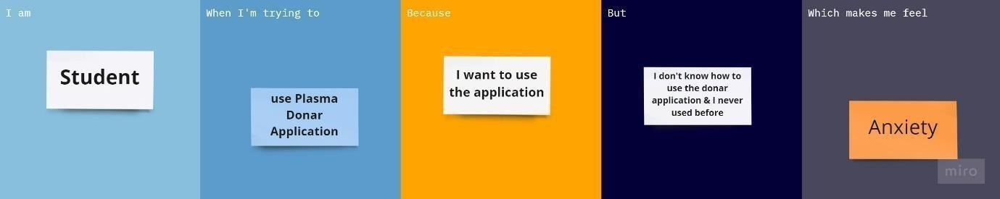 I am
Student
When I'm trying to
use Plasma
Donar
Application
Because
I want to use
the application
But
I don't know how to
use the donar
application & I never
used before
Which makes me feel
Anxiety
miro